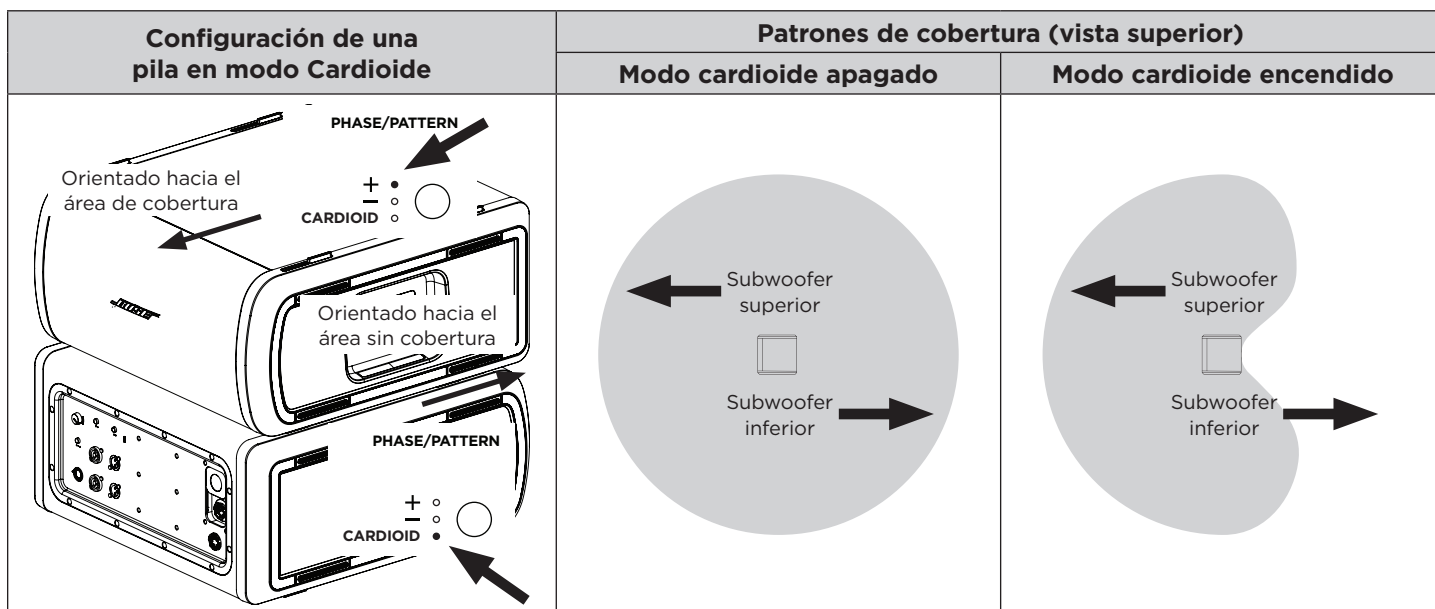 Configuración de una
pila en modo Cardioide
Patrones de cobertura (vista superior)
Modo cardioide apagado
Modo cardioide encendido
PHASE/PATTERN
Orientado hacia el
área de cobertura
+
−
CARDIOID
BOSE
Orientado hacia el
área sin cobertura
PHASE/PATTERN
+
−
CARDIOID
Subwoofer
superior
Subwoofer
inferior
Subwoofer
superior
Subwoofer
inferior